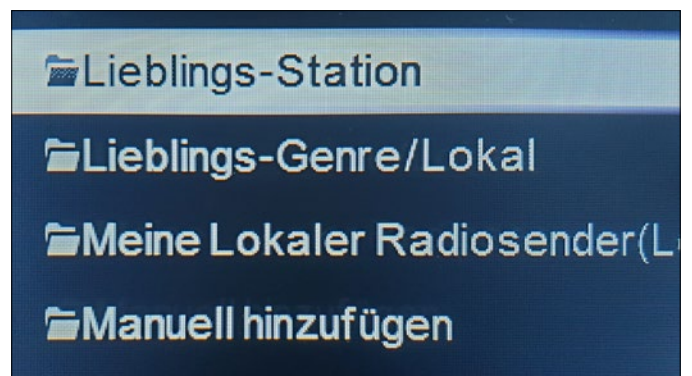 Lieblings-Station
Lieblings-Genre/Lokal
Meine Lokaler Radiosender(L
Manuell hinzufügen